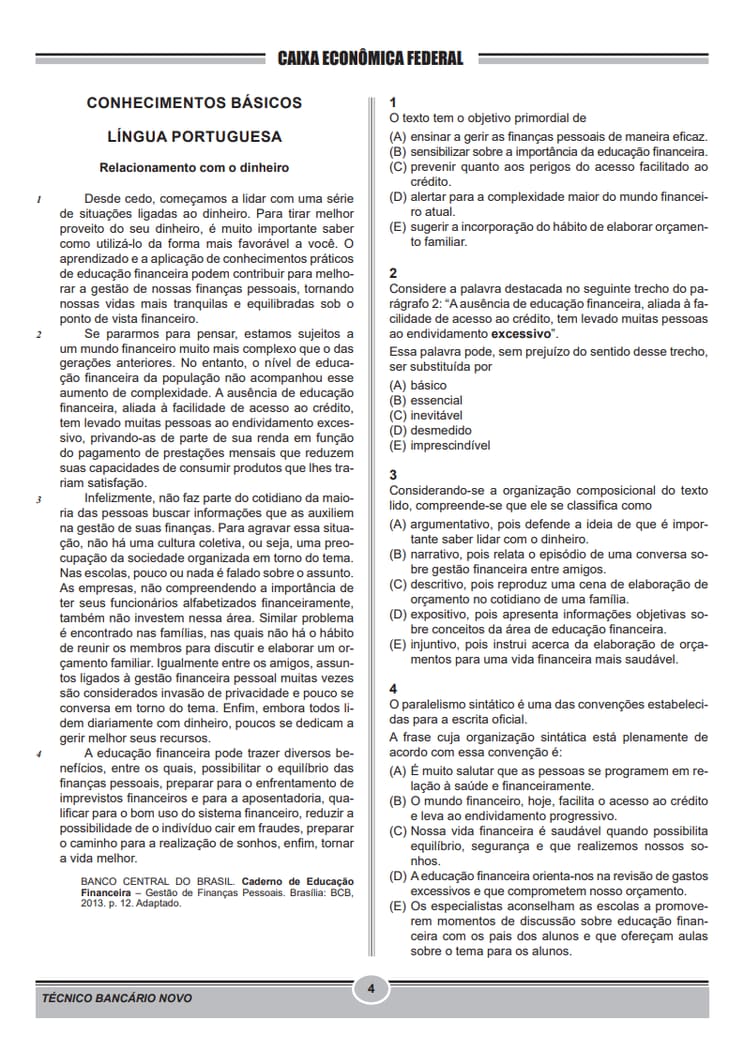 CAIXA ECONÔMICA FEDERAL
CONHECIMENTOS BÁSICOS
LÍNGUA PORTUGUESA
Relacionamento com o dinheiro
1 Desde cedo, começamos a lidar com uma série
de situações ligadas ao dinheiro. Para tirar melhor
proveito do seu dinheiro, é muito importante saber
como utilizá-lo da forma mais favorável a você. O
aprendizado e a aplicação de conhecimentos práticos
de educação financeira podem contribuir para melho-
rar a gestão de nossas finanças pessoais, tornando
nossas vidas mais tranquilas e equilibradas sob o
ponto de vista financeiro.
2 Se pararmos para pensar, estamos sujeitos a
um mundo financeiro muito mais complexo que o das
gerações anteriores. No entanto, o nível de educa-
ção financeira da população não acompanhou esse
aumento de complexidade. A ausência de educação
financeira, aliada à facilidade de acesso ao crédito,
tem levado muitas pessoas ao endividamento exces-
sivo, privando-as de parte de sua renda em função
do pagamento de prestações mensais que reduzem
suas capacidades de consumir produtos que lhes tra-
riam satisfação.
3 Infelizmente, não faz parte do cotidiano da maio-
ria das pessoas buscar informações que as auxiliem
na gestão de suas finanças. Para agravar essa situa-
ção, não há uma cultura coletiva, ou seja, uma preo-
cupação da sociedade organizada em torno do tema.
Nas escolas, pouco ou nada é falado sobre o assunto.
As empresas, não compreendendo a importância de
ter seus funcionários alfabetizados financeiramente,
também não investem nessa área. Similar problema
é encontrado nas famílias, nas quais não há o hábito
de reunir os membros para discutir e elaborar um or-
çamento familiar. Igualmente entre os amigos, assun-
tos ligados à gestão financeira pessoal muitas vezes
são considerados invasão de privacidade e pouco se
conversa em torno do tema. Enfim, embora todos li-
dem diariamente com dinheiro, poucos se dedicam a
gerir melhor seus recursos.
4 A educação financeira pode trazer diversos be-
nefícios, entre os quais, possibilitar o equilíbrio das
finanças pessoais, preparar para o enfrentamento de
imprevistos financeiros e para a aposentadoria, qua-
lificar para o bom uso do sistema financeiro, reduzir a
possibilidade de o indivíduo cair em fraudes, preparar
o caminho para a realização de sonhos, enfim, tornar
a vida melhor.
BANCO CENTRAL DO BRASIL. Caderno de Educação
Financeira – Gestão de Finanças Pessoais. Brasília: BCB,
2013. p. 12. Adaptado.
1
O texto tem o objetivo primordial de
(A) ensinar a gerir as finanças pessoais de maneira eficaz.
(B) sensibilizar sobre a importância da educação financeira.
(C) prevenir quanto aos perigos do acesso facilitado ao
crédito.
(D) alertar para a complexidade maior do mundo financei-
ro atual.
(E) sugerir a incorporação do hábito de elaborar orçamen-
to familiar.
2
Considere a palavra destacada no seguinte trecho do pa-
rágrafo 2: “A ausência de educação financeira, aliada à fa-
cilidade de acesso ao crédito, tem levado muitas pessoas
ao endividamento excessivo”.
Essa palavra pode, sem prejuízo do sentido desse trecho,
ser substituída por
(A) básico
(B) essencial
(C) inevitável
(D) desmedido
(E) imprescindível
3
Considerando-se a organização composicional do texto
lido, compreende-se que ele se classifica como
(A) argumentativo, pois defende a ideia de que é impor-
tante saber lidar com o dinheiro.
(B) narrativo, pois relata o episódio de uma conversa so-
bre gestão financeira entre amigos.
(C) descritivo, pois reproduz uma cena de elaboração de
orçamento no cotidiano de uma família.
(D) expositivo, pois apresenta informações objetivas so-
bre conceitos da área de educação financeira.
(E) injuntivo, pois instrui acerca da elaboração de orça-
mentos para uma vida financeira mais saudável.
4
O paralelismo sintático é uma das convenções estabeleci-
das para a escrita oficial.
A frase cuja organização sintática está plenamente de
acordo com essa convenção é:
(A) É muito salutar que as pessoas se programem em re-
lação à saúde e financeiramente.
(B) O mundo financeiro, hoje, facilita o acesso ao crédito
e leva ao endividamento progressivo.
(C) Nossa vida financeira é saudável quando possibilita
equilíbrio, segurança e que realizemos nossos so-
nhos.
(D) A educação financeira orienta-nos na revisão de gastos
excessivos e que comprometem nosso orçamento.
(E) Os especialistas aconselham as escolas a promove-
rem momentos de discussão sobre educação finan-
ceira com os pais dos alunos e que ofereçam aulas
sobre o tema para os alunos.
TÉCNICO BANCÁRIO NOVO
4